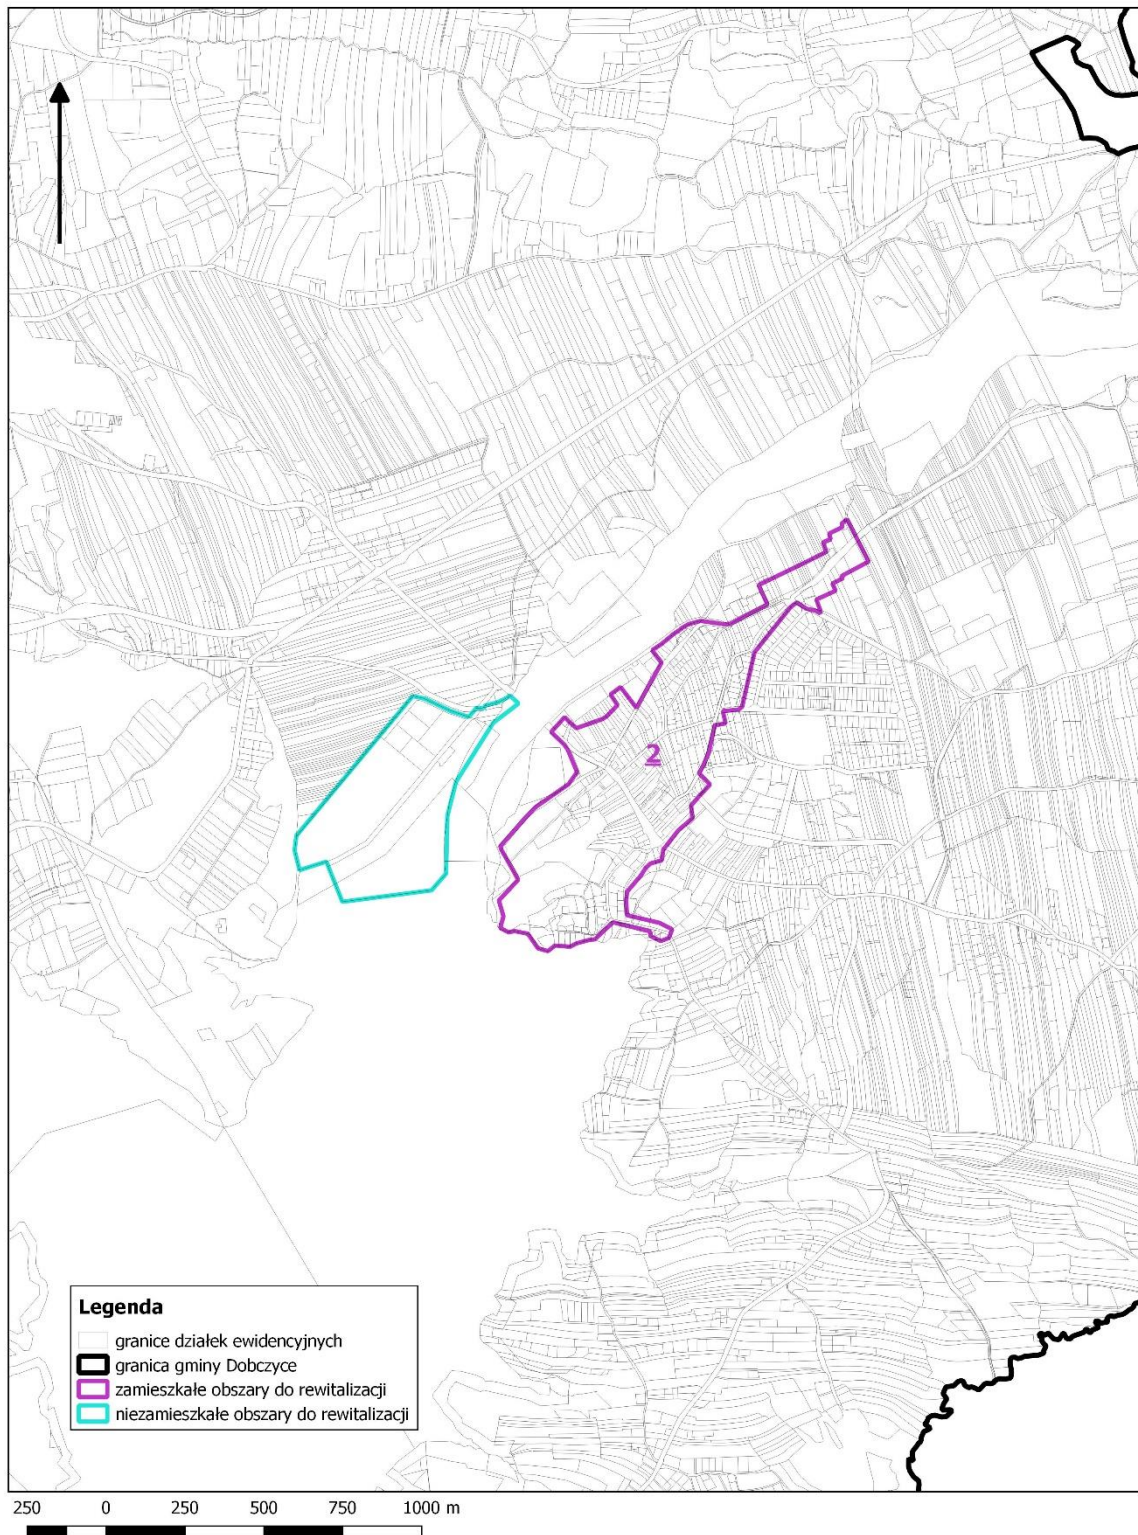 2
Legenda
granice działek ewidencyjnych
granica gminy Dobczyce
zamieszkałe obszary do rewitalizacji
niezamieszkałe obszary do rewitalizacji
250 0 250 500 750 1000 m